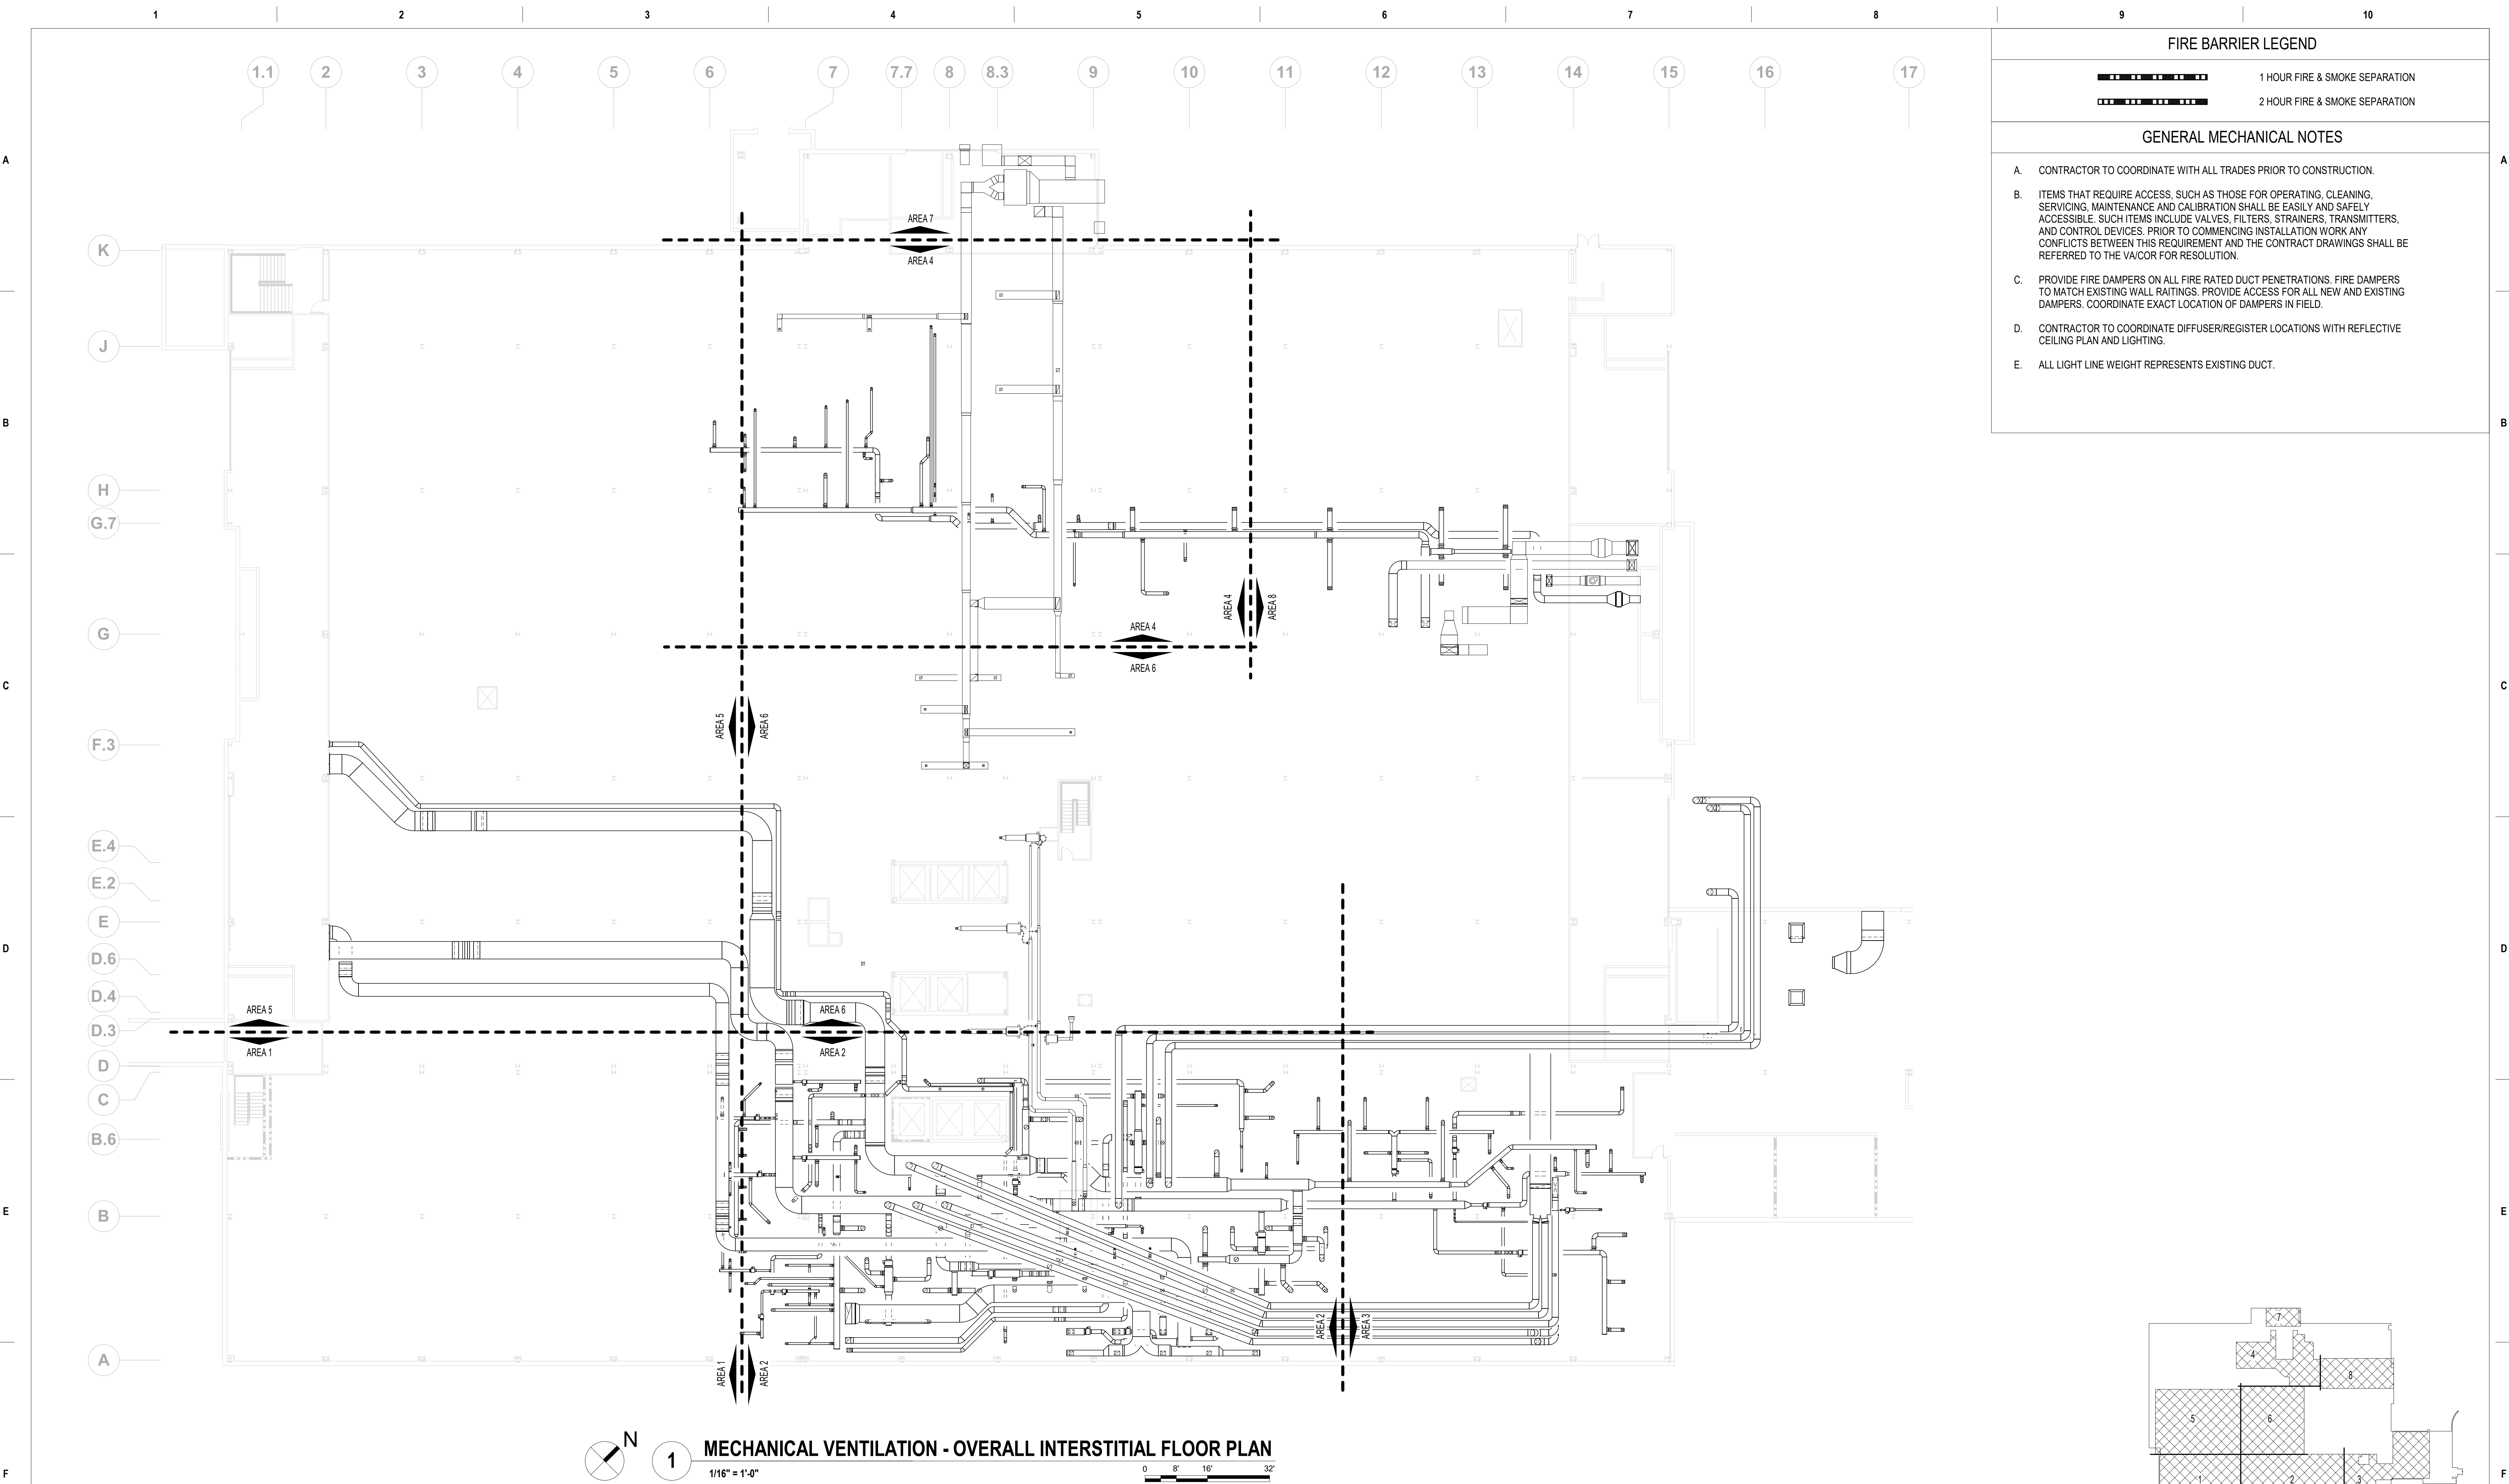 1 2 3 4 5 6 7 8 9 10
FIRE BARRIER LEGEND
1 HOUR FIRE & SMOKE SEPARATION
2 HOUR FIRE & SMOKE SEPARATION
GENERAL MECHANICAL NOTES
A. CONTRACTOR TO COORDINATE WITH ALL TRADES PRIOR TO CONSTRUCTION.
B. ITEMS THAT REQUIRE ACCESS, SUCH AS THOSE FOR OPERATING, CLEANING,
SERVICING, MAINTENANCE AND CALIBRATION SHALL BE EASILY AND SAFELY
ACCESSIBLE. SUCH ITEMS INCLUDE VALVES, FILTERS, STRAINERS, TRANSMITTERS,
AND CONTROL DEVICES. PRIOR TO COMMENCING INSTALLATION WORK ANY
CONFLICTS BETWEEN THIS REQUIREMENT AND THE CONTRACT DRAWINGS SHALL BE
REFERRED TO THE VA/COR FOR RESOLUTION.
C. PROVIDE FIRE DAMPERS ON ALL FIRE RATED DUCT PENETRATIONS. FIRE DAMPERS
TO MATCH EXISTING WALL RAITINGS. PROVIDE ACCESS FOR ALL NEW AND EXISTING
DAMPERS. COORDINATE EXACT LOCATION OF DAMPERS IN FIELD.
D. CONTRACTOR TO COORDINATE DIFFUSER/REGISTER LOCATIONS WITH REFLECTIVE
CEILING PLAN AND LIGHTING.
E. ALL LIGHT LINE WEIGHT REPRESENTS EXISTING DUCT.
1.1 2 3 4 5 6 7 7.7 8 8.3 9 10 11 12 13 14 15 16 17
A A
B B
C C
D D
E E
F F
K
J
H
G.7
G
F.3
E.4
E.2
E
D.6
D.4
D.3
D
C
B.6
B
A
AREA 7
AREA 4
AREA 4
AREA 8
AREA 4
AREA 6
AREA 5
AREA 6
AREA 5
AREA 1
AREA 6
AREA 2
AREA 2
AREA 3
AREA 1
AREA 2
N
1
MECHANICAL VENTILATION - OVERALL INTERSTITIAL FLOOR PLAN
1/16" = 1'-0"
0 8' 16' 32'
7
4
8
5 6
1 2 3